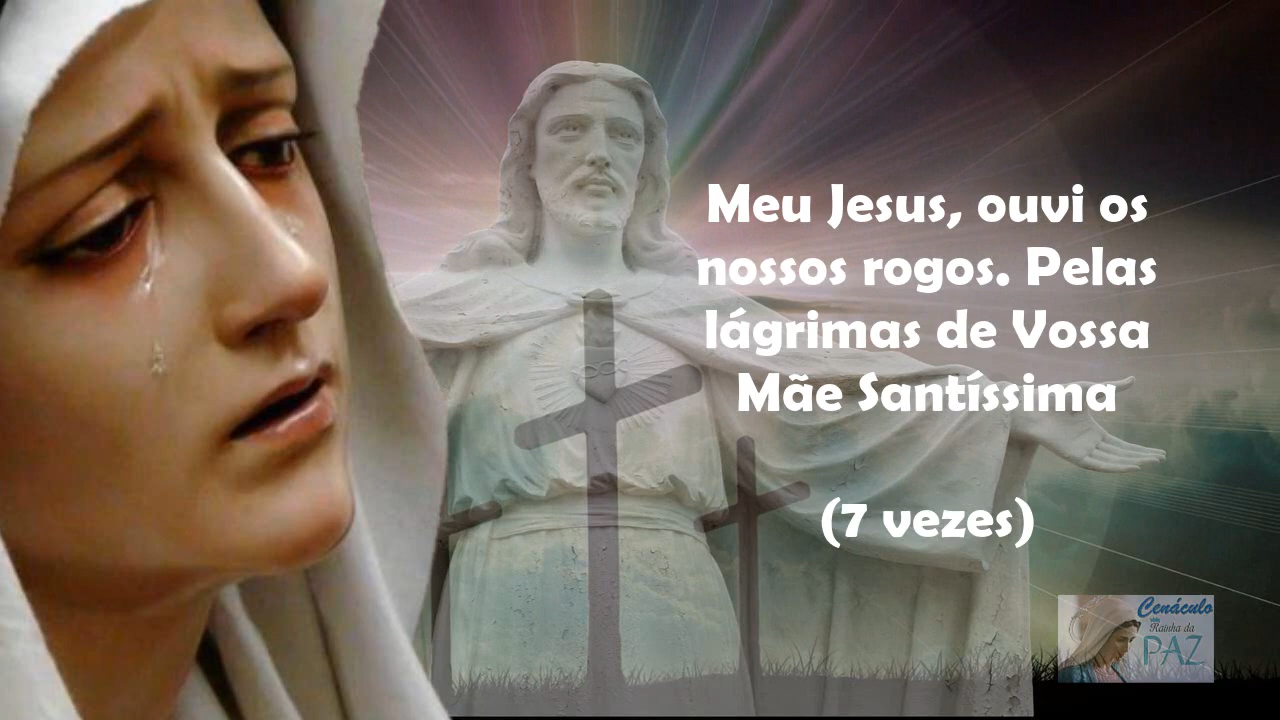 Meu Jesus, ouvi os
nossos rogos. Pelas
lágrimas de Vossa
Mãe Santíssima
(7 vezes)
Cenáculo
Rainha da
PAZ